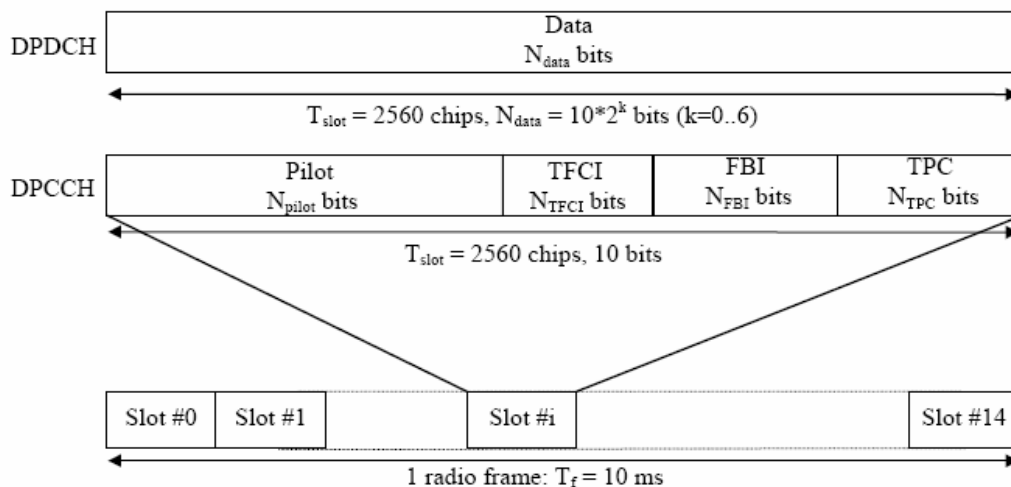 DPDCH
Data
N_data bits
T_slot = 2560 chips, N_data = 10*2^k bits (k=0..6)
DPCCH
Pilot
N_pilot bits
TFCI
N_TFCI bits
FBI
N_FBI bits
TPC
N_TPC bits
T_slot = 2560 chips, 10 bits
Slot #0
Slot #1
Slot #i
Slot #14
1 radio frame: T_f = 10 ms